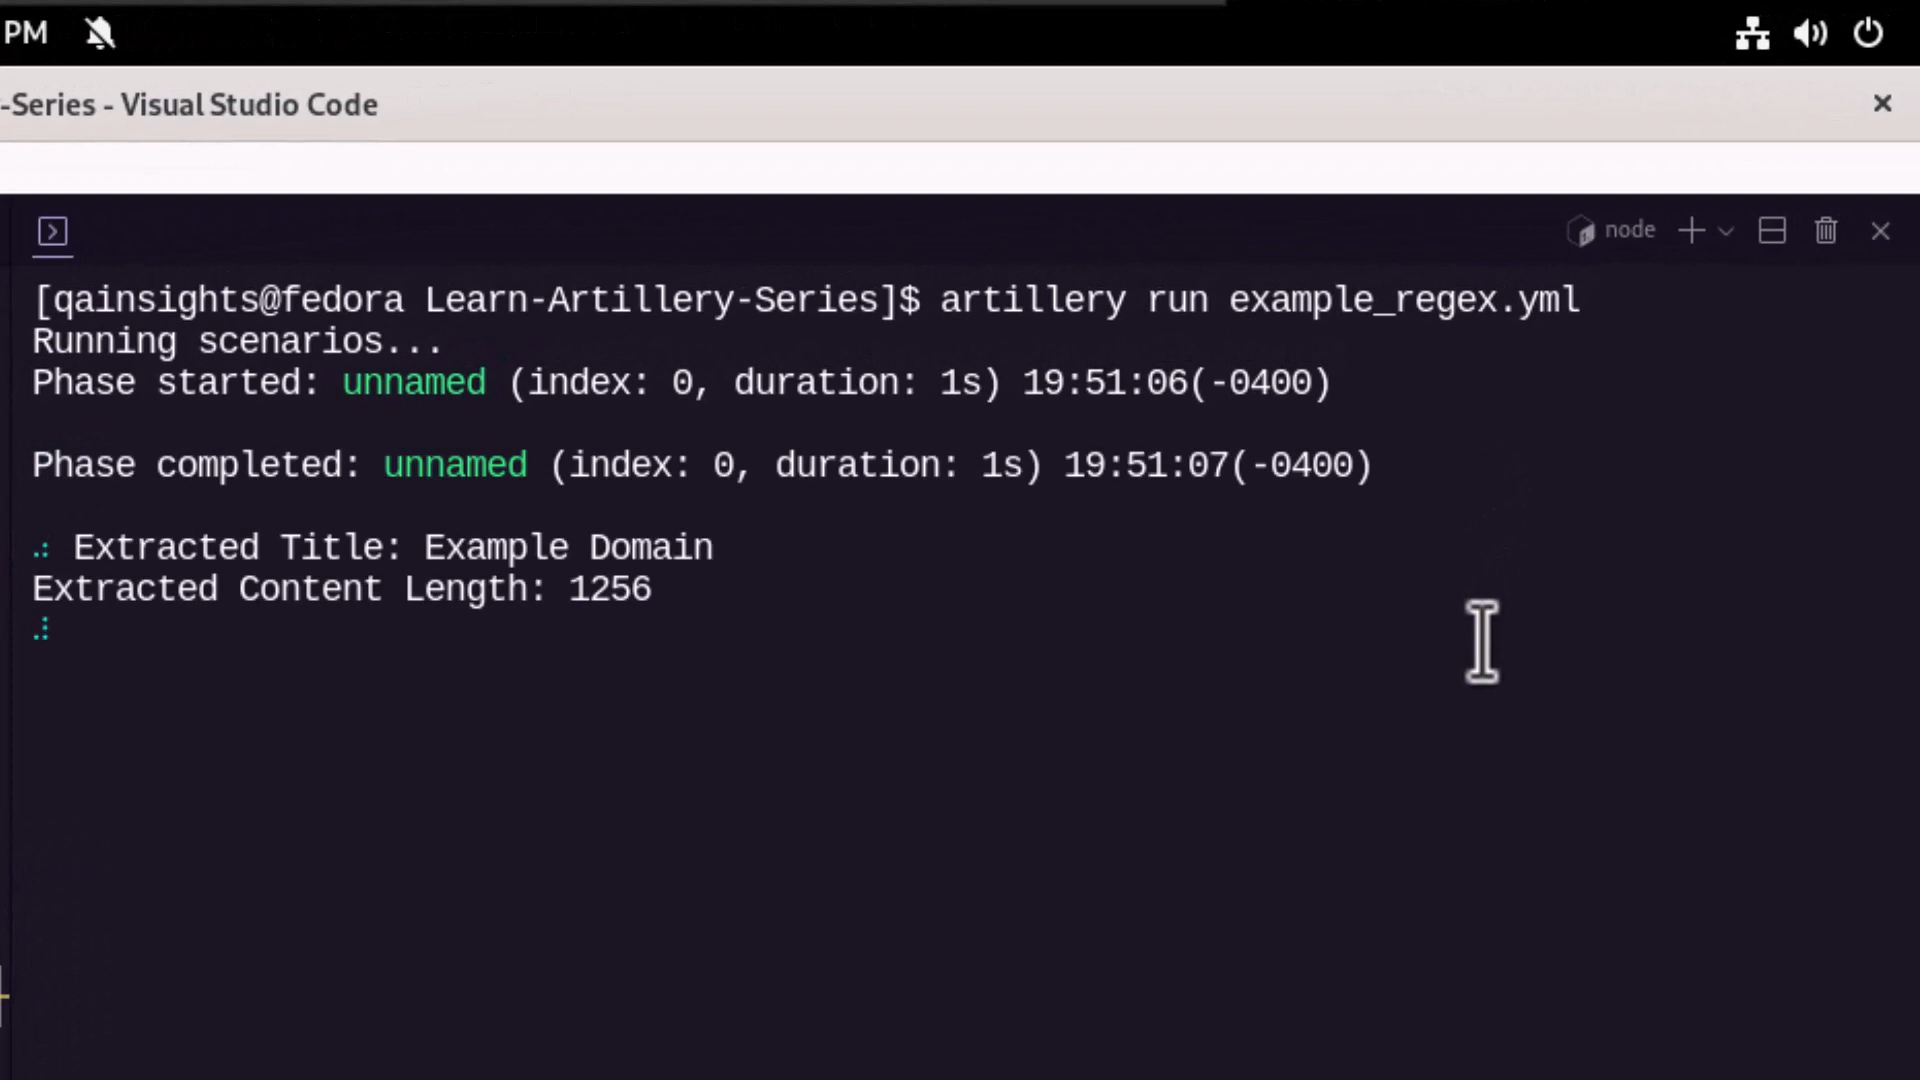 PM
-Series - Visual Studio Code
node
[qainsights@fedora Learn-Artillery-Series]$ artillery run example_regex.yml
Running scenarios...
Phase started: unnamed (index: 0, duration: 1s) 19:51:06(-0400)
Phase completed: unnamed (index: 0, duration: 1s) 19:51:07(-0400)
Extracted Title: Example Domain
Extracted Content Length: 1256